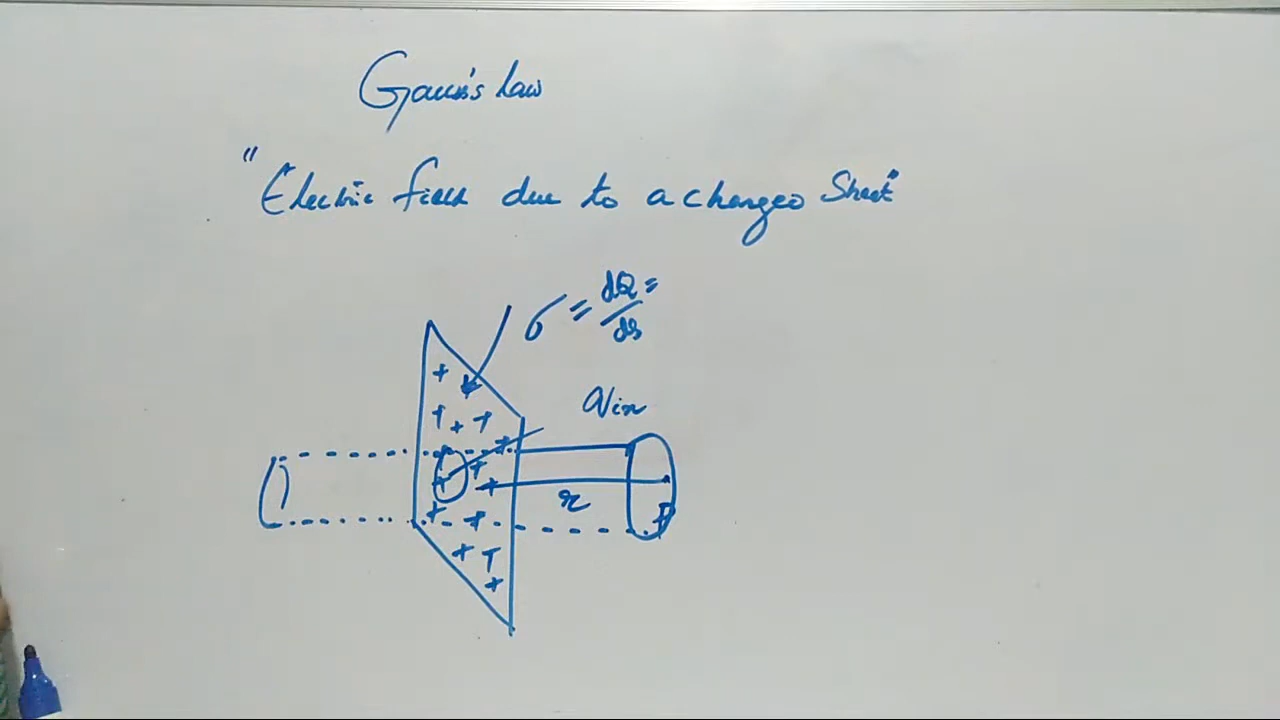 Gauss's Law
"Electric field due to a charged Sheet"
σ = dQ/ds =
+
+ + +
qin
+ +
+ +
r
+ + P
+ +
+